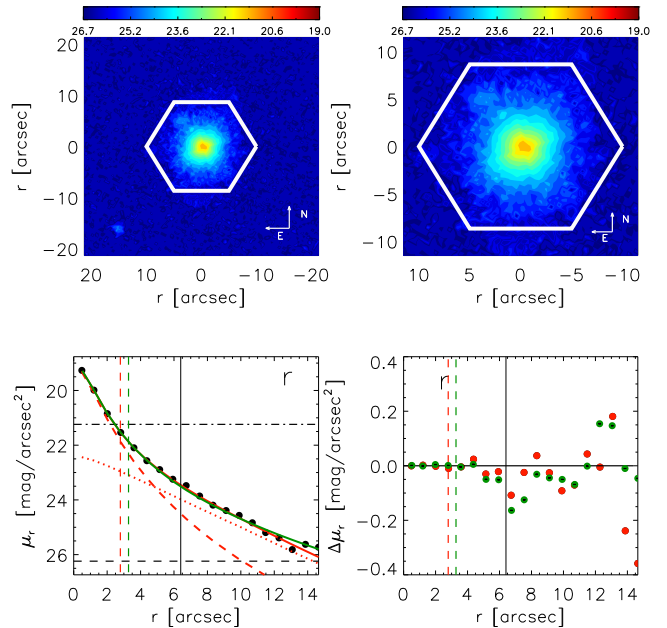 26.7 25.2 23.6 22.1 20.6 19.0
26.7 25.2 23.6 22.1 20.6 19.0
20
10
0
-10
-20
r [arcsec]
N
E
20 10 0 -10 -20
r [arcsec]
10
5
0
-5
-10
r [arcsec]
N
E
10 5 0 -5 -10
r [arcsec]
r
20
22
24
26
μr [mag/arcsec²]
0 2 4 6 8 10 12 14
r [arcsec]
r
0.4
0.2
0.0
-0.2
-0.4
Δμr [mag/arcsec²]
0 2 4 6 8 10 12 14
r [arcsec]